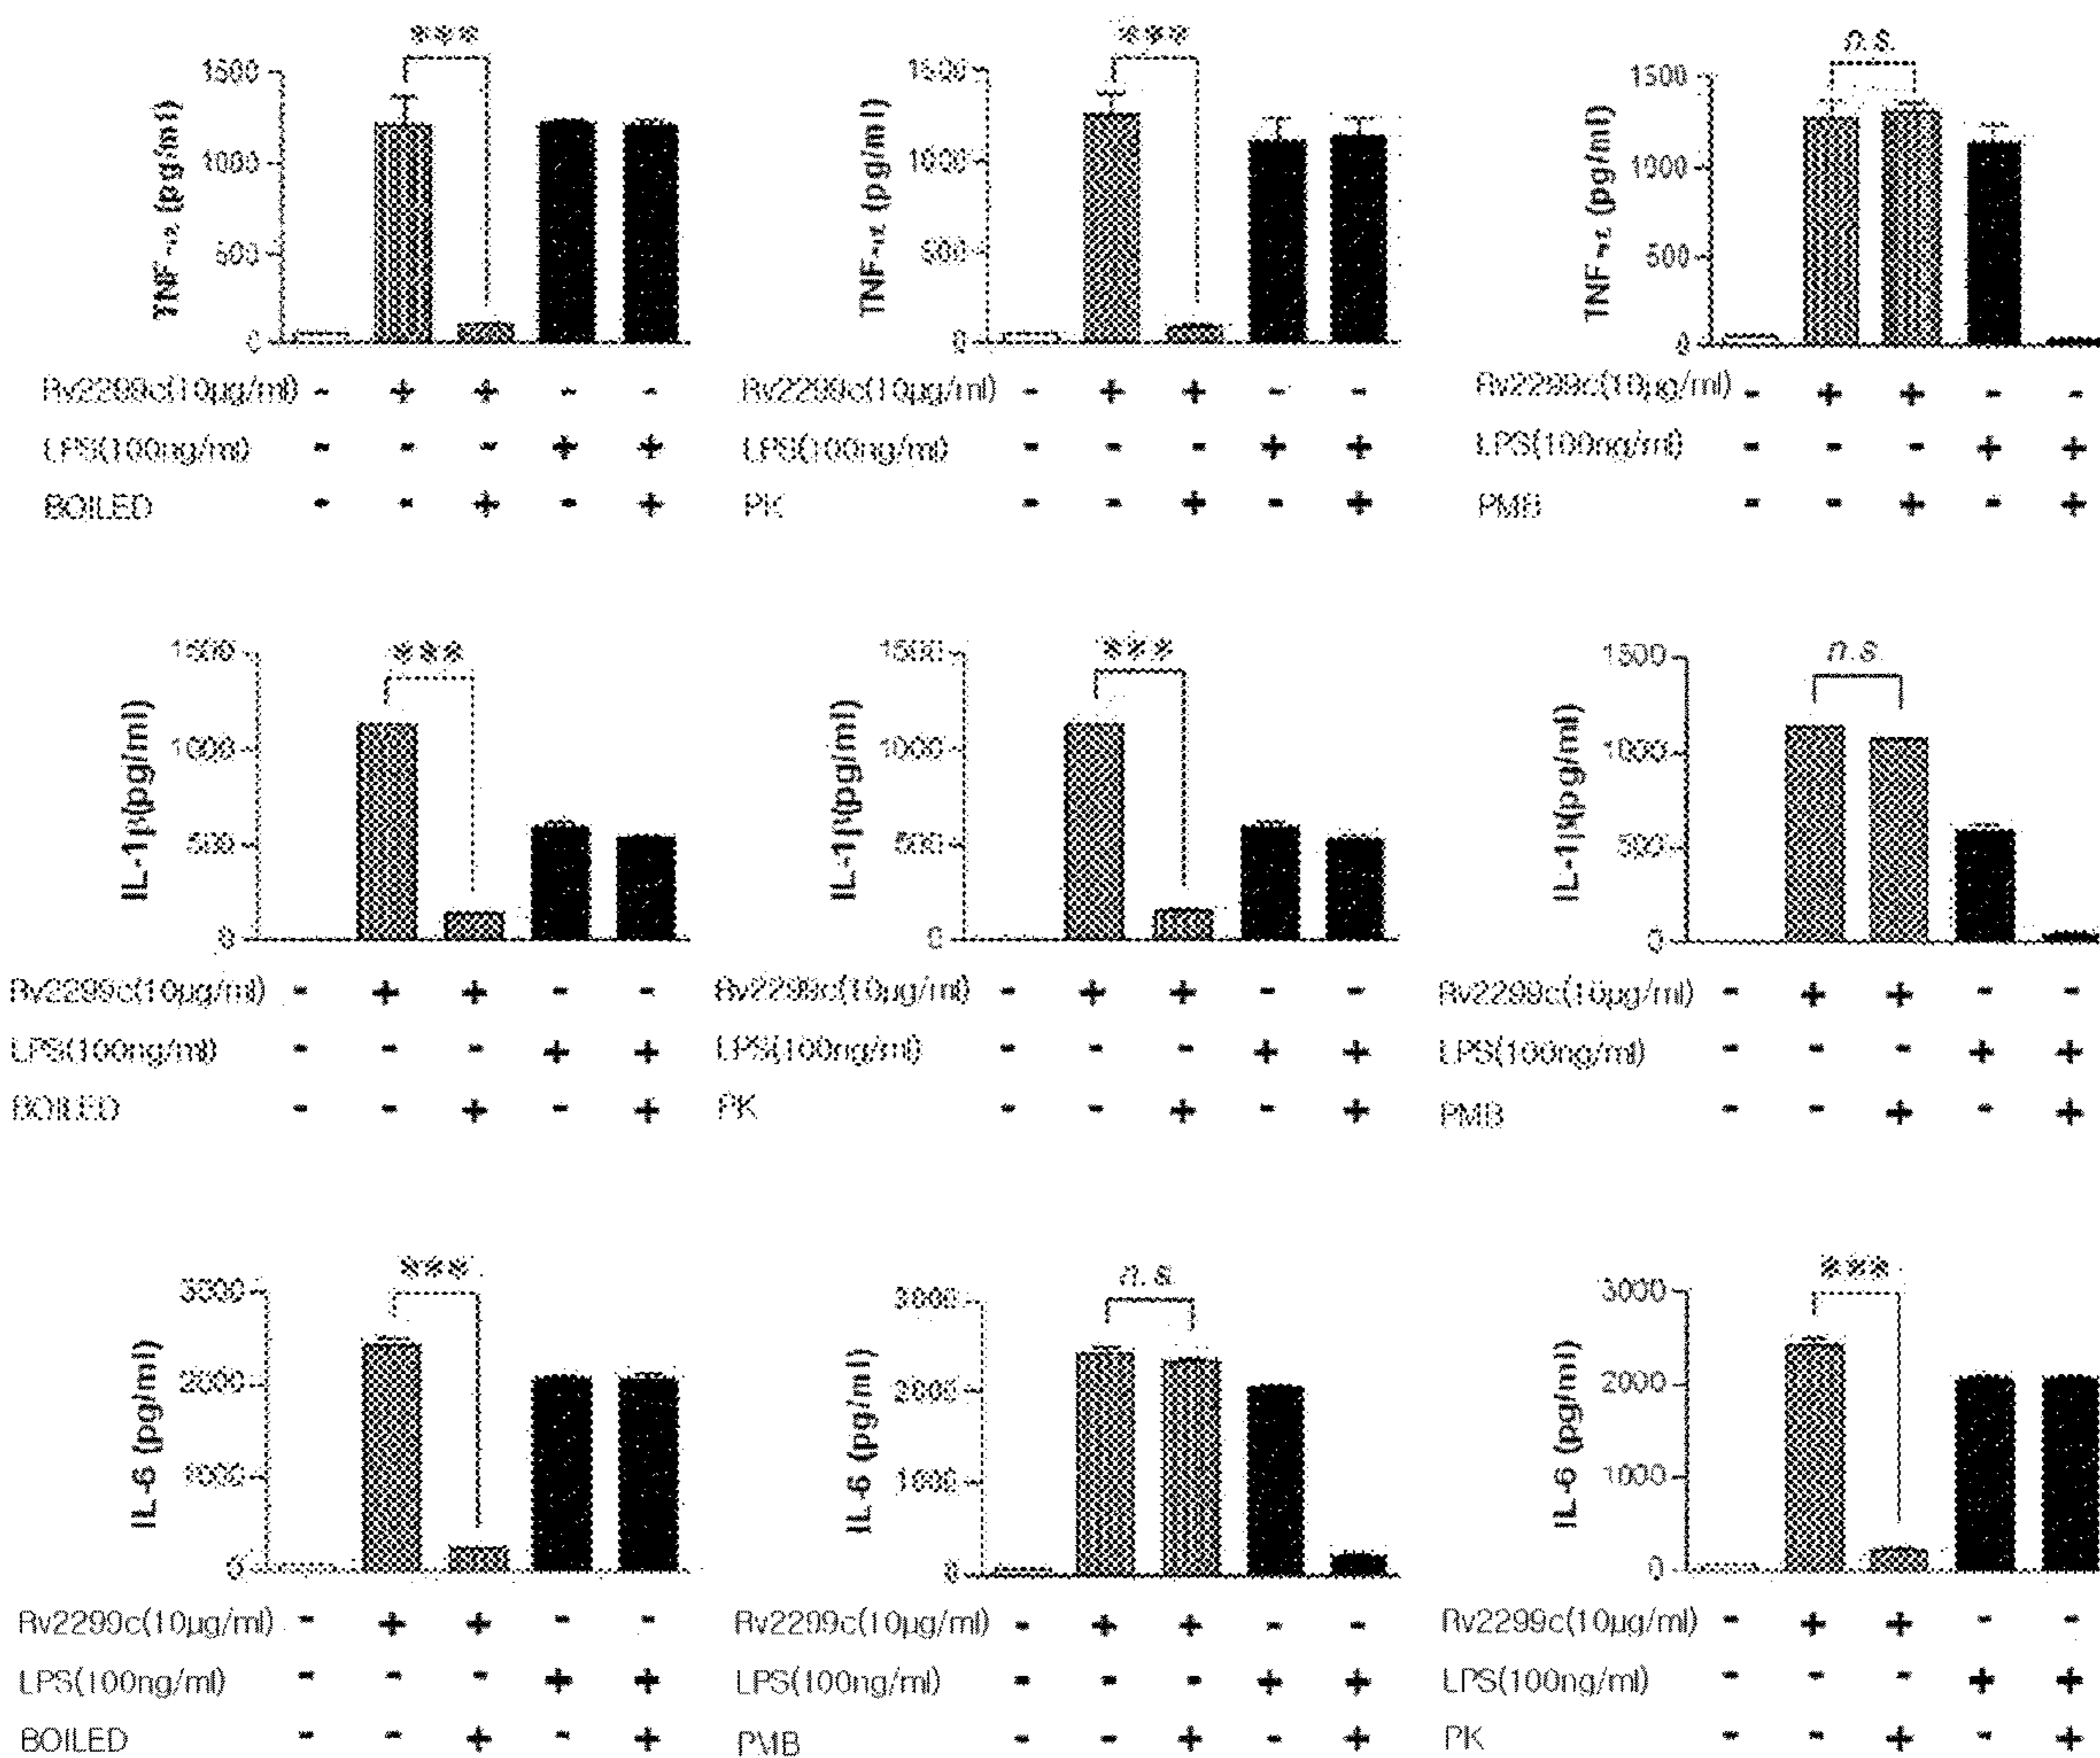 ***
1500
1000
500
0
TNF-α (pg/ml)
Rv2299c(10μg/ml) - + + - -
LPS(100ng/ml) - - - + +
BOILED - - + - +
***
1500
1000
500
0
TNF-α (pg/ml)
Rv2299c(10μg/ml) - + + - -
LPS(100ng/ml) - - - + +
PK - - + - +
n.s.
1500
1000
500
0
TNF-α (pg/ml)
Rv2299c(10μg/ml) - + + - -
LPS(100ng/ml) - - - + +
PMB - - + - +
***
1500
1000
500
0
IL-1β(pg/ml)
Rv2299c(10μg/ml) - + + - -
LPS(100ng/ml) - - - + +
BOILED - - + - +
***
1500
1000
500
0
IL-1β(pg/ml)
Rv2299c(10μg/ml) - + + - -
LPS(100ng/ml) - - - + +
PK - - + - +
n.s.
1500
1000
500
0
IL-1β(pg/ml)
Rv2299c(10μg/ml) - + + - -
LPS(100ng/ml) - - - + +
PMB - - + - +
***
3000
2000
1000
0
IL-6 (pg/ml)
Rv2299c(10μg/ml) - + + - -
LPS(100ng/ml) - - - + +
BOILED - - + - +
n.s.
3000
2000
1000
0
IL-6 (pg/ml)
Rv2299c(10μg/ml) - + + - -
LPS(100ng/ml) - - - + +
PMB - - + - +
***
3000
2000
1000
0
IL-6 (pg/ml)
Rv2299c(10μg/ml) - + + - -
LPS(100ng/ml) - - - + +
PK - - + - +